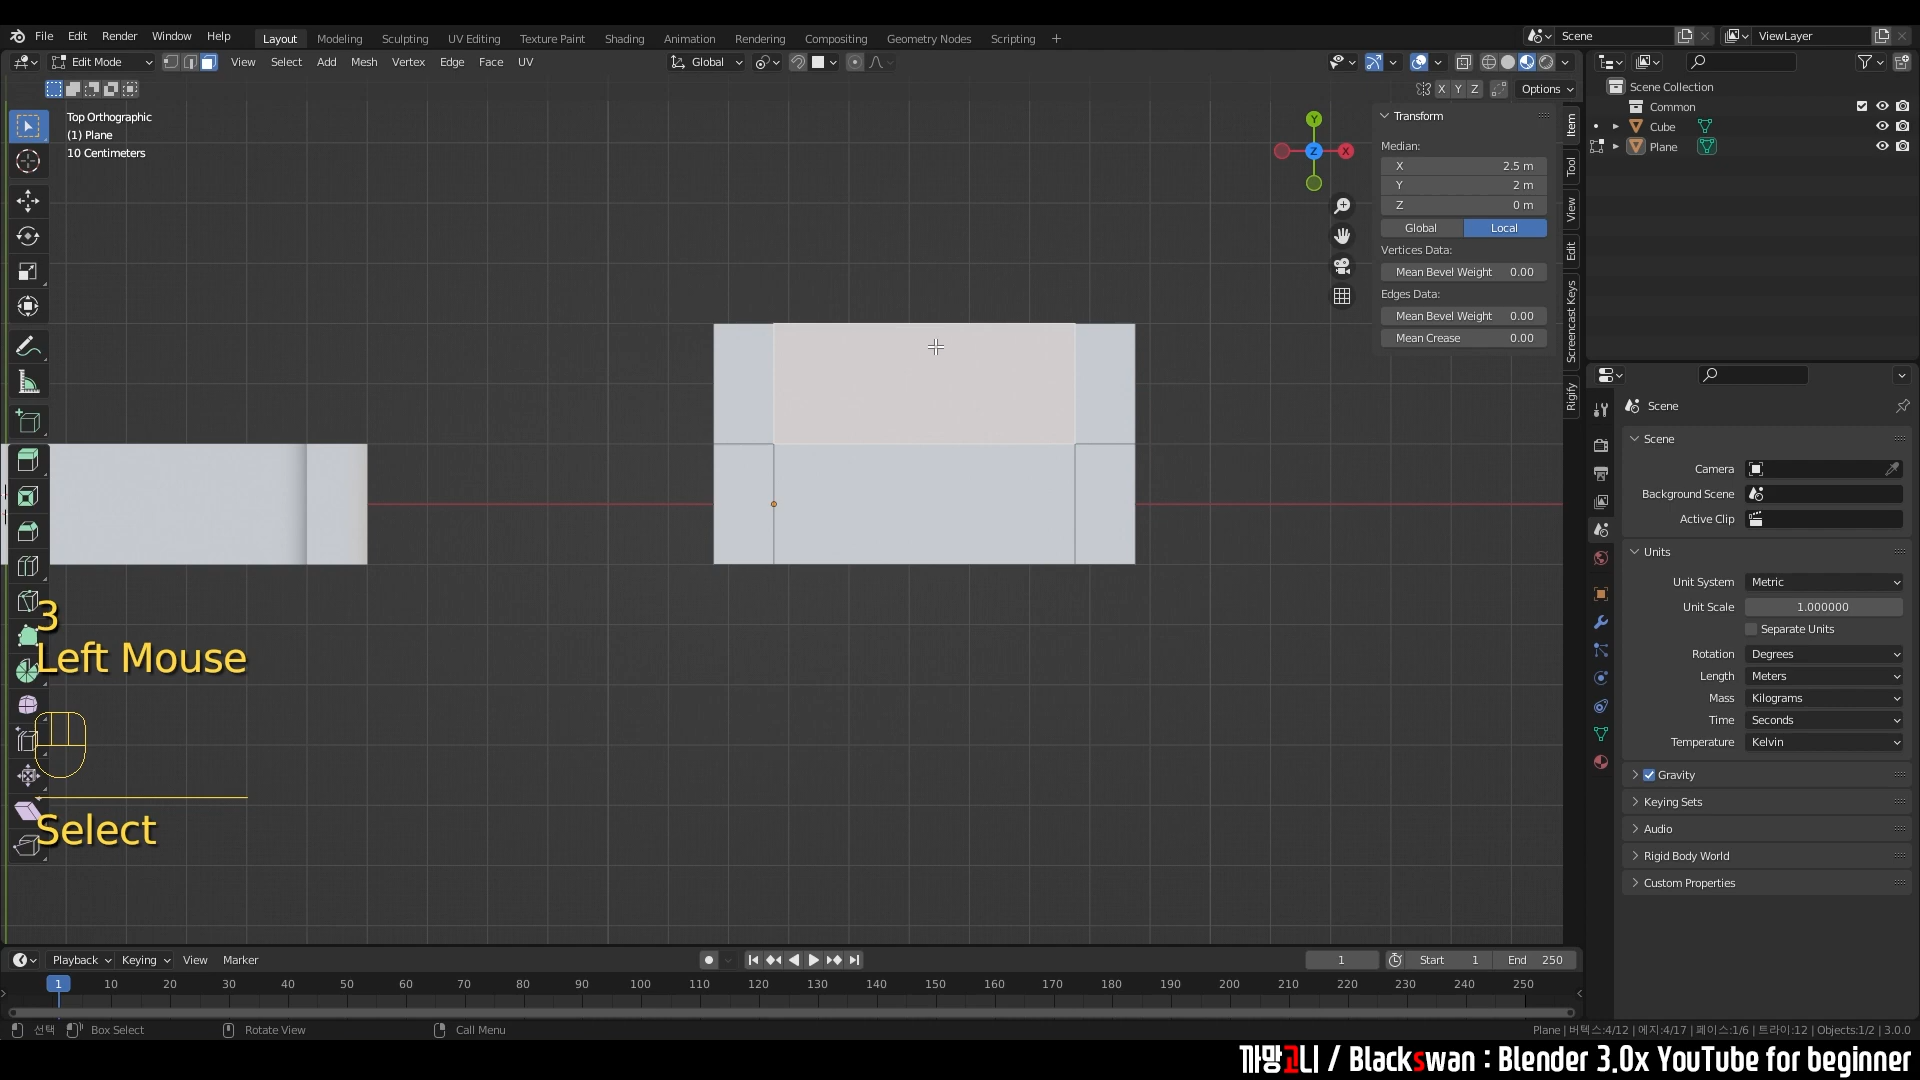 File Edit Render Window Help Layout Modeling Sculpting UV Editing Texture Paint Shading Animation Rendering Compositing Geometry Nodes Scripting + Scene ViewLayer
Edit Mode View Select Add Mesh Vertex Edge Face UV Global
X Y Z Options
Top Orthographic
(1) Plane
10 Centimeters
Y
Z X
Transform
Median:
X 2.5 m
Y 2 m
Z 0 m
Global Local
Vertices Data:
Mean Bevel Weight 0.00
Edges Data:
Mean Bevel Weight 0.00
Mean Crease 0.00
Item
Tool
View
Edit
Screencast Keys
Rigify
Scene Collection
Common
Cube
Plane
Scene
Scene
Camera
Background Scene
Active Clip
Units
Unit System Metric
Unit Scale 1.000000
Separate Units
Rotation Degrees
Length Meters
Mass Kilograms
Time Seconds
Temperature Kelvin
Gravity
Keying Sets
Audio
Rigid Body World
Custom Properties
3
Left Mouse
Select
Playback Keying View Marker 1 Start 1 End 250
1 10 20 30 40 50 60 70 80 90 100 110 120 130 140 150 160 170 180 190 200 210 220 230 240 250
선택 Box Select Rotate View Call Menu Plane | 버텍스:4/12 | 에지:4/17 | 페이스:1/6 | 트라이:12 | Objects:1/2 | 3.0.0
까망고니 / Blackswan : Blender 3.0x YouTube for beginner